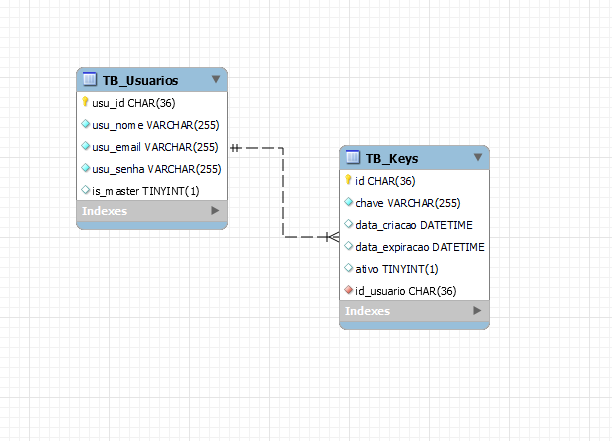 TB_Usuarios
usu_id CHAR(36)
usu_nome VARCHAR(255)
usu_email VARCHAR(255)
usu_senha VARCHAR(255)
is_master TINYINT(1)
Indexes
TB_Keys
id CHAR(36)
chave VARCHAR(255)
data_criacao DATETIME
data_expiracao DATETIME
ativo TINYINT(1)
id_usuario CHAR(36)
Indexes